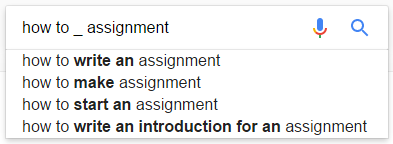 how to _ assignment
how to write an assignment
how to make assignment
how to start an assignment
how to write an introduction for an assignment